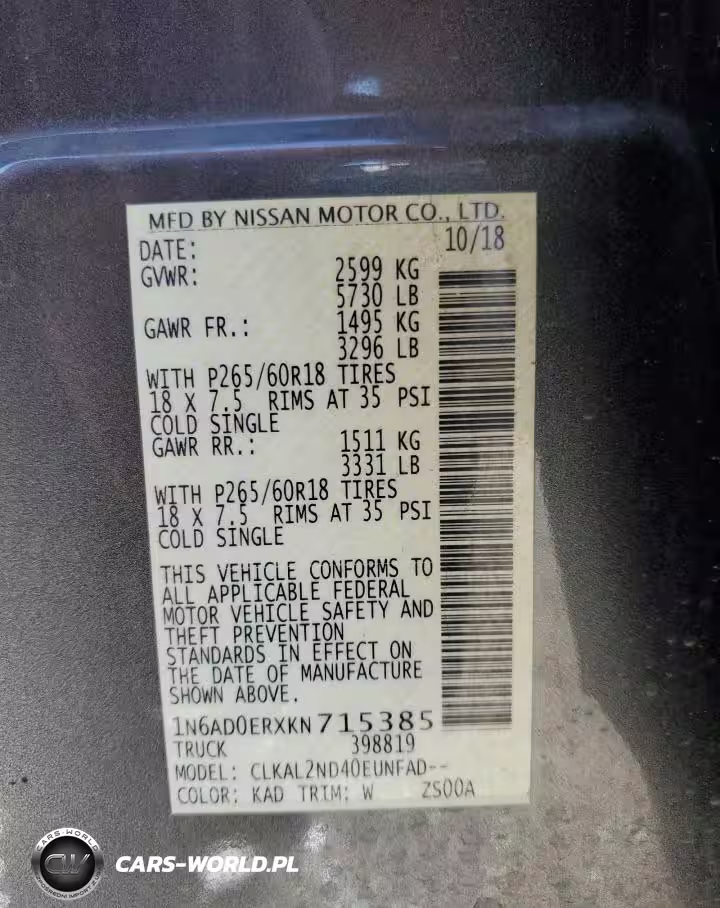 MFD BY NISSAN MOTOR CO., LTD.
DATE: 10/18
GVWR: 2599 KG
5730 LB
GAWR FR.: 1495 KG
3296 LB
WITH P265/60R18 TIRES
18 X 7.5 RIMS AT 35 PSI
COLD SINGLE
GAWR RR.: 1511 KG
3331 LB
WITH P265/60R18 TIRES
18 X 7.5 RIMS AT 35 PSI
COLD SINGLE
THIS VEHICLE CONFORMS TO
ALL APPLICABLE FEDERAL
MOTOR VEHICLE SAFETY AND
THEFT PREVENTION
STANDARDS IN EFFECT ON
THE DATE OF MANUFACTURE
SHOWN ABOVE.
1N6AD0ERXKN715385
TRUCK 398819
MODEL: CLKAL2ND40EUNFAD--
COLOR: KAD TRIM: W ZS00A
CARS-WORLD
CW
CARS-WORLD.PL